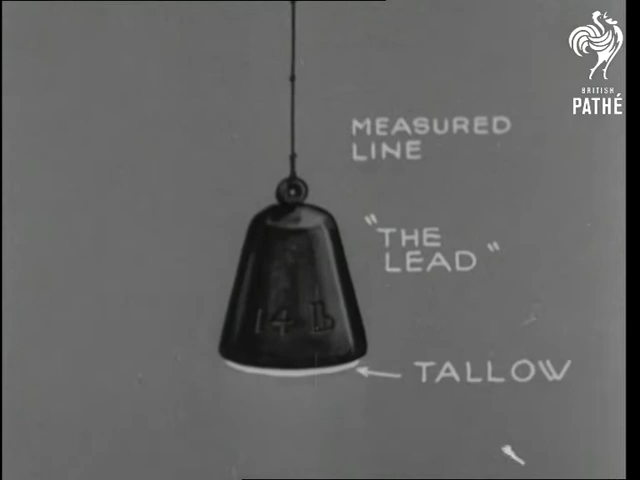 BRITISH
PATHÉ
MEASURED
LINE
"THE
LEAD"
14 lb
TALLOW